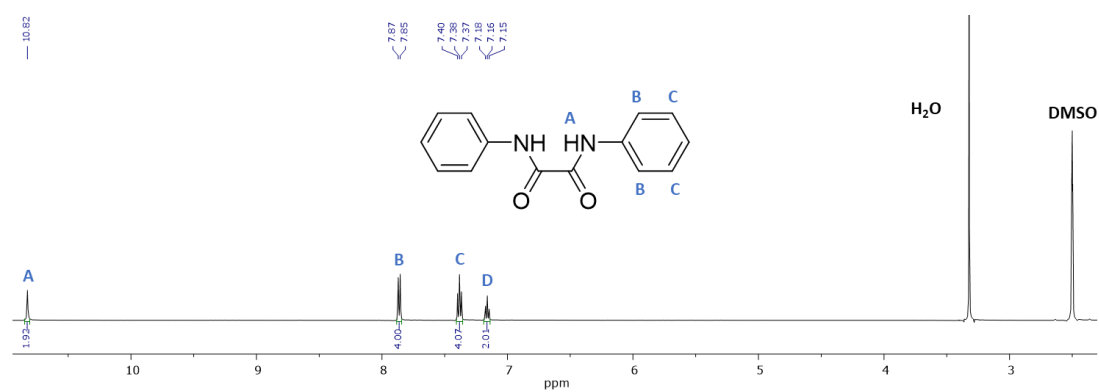 10.82
7.87
7.85
7.40
7.38
7.37
7.18
7.16
7.15
H₂O
DMSO
B C
A
NH HN
B C
O O
A
B
C
D
1.92
4.00
4.07
2.01
10 9 8 7 6 5 4 3
ppm